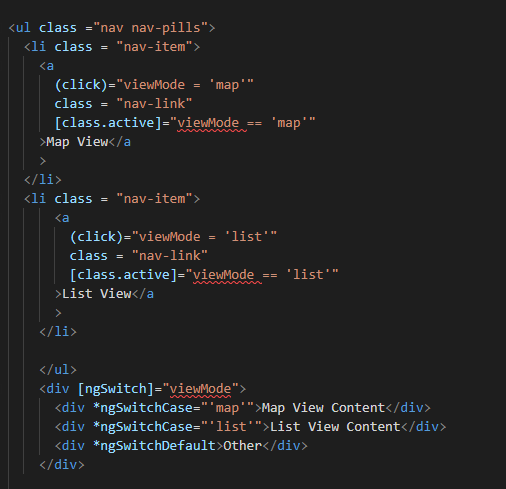 <ul class ="nav nav-pills">
<li class = "nav-item">
<a
(click)="viewMode = 'map'"
class = "nav-link"
[class.active]="viewMode == 'map'"
>Map View</a
>
</li>
<li class = "nav-item">
<a
(click)="viewMode = 'list'"
class = "nav-link"
[class.active]="viewMode == 'list'"
>List View</a
>
</li>
</ul>
<div [ngSwitch]="viewMode">
<div *ngSwitchCase="'map'">Map View Content</div>
<div *ngSwitchCase="'list'">List View Content</div>
<div *ngSwitchDefault>Other</div>
</div>